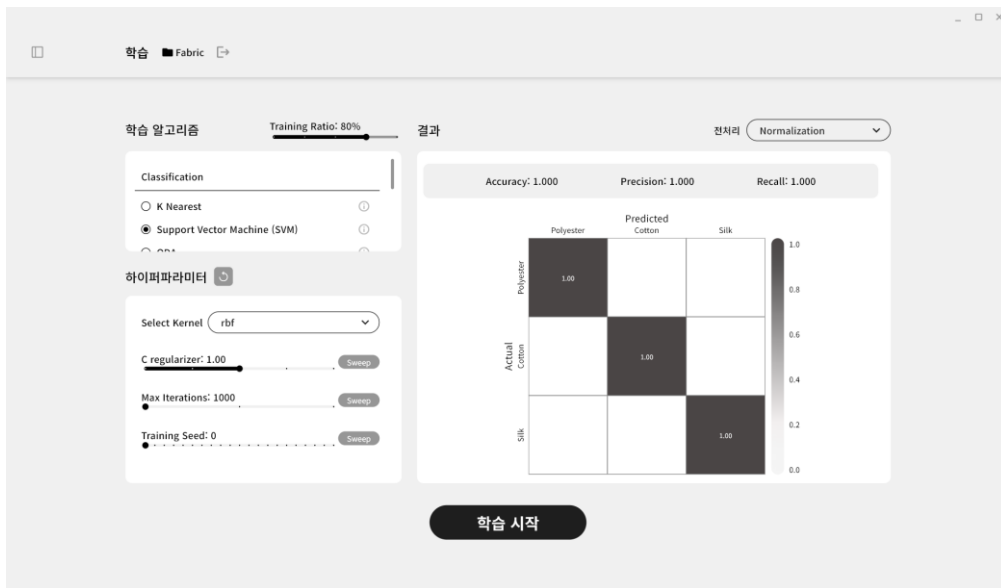 학습 Fabric
학습 알고리즘
Training Ratio: 80%
Classification
K Nearest
Support Vector Machine (SVM)
하이퍼파라미터
Select Kernel rbf
C regularizer: 1.00 Sweep
Max Iterations: 1000 Sweep
Training Seed: 0 Sweep
결과
전처리 Normalization
Accuracy: 1.000 Precision: 1.000 Recall: 1.000
Predicted
Polyester Cotton Silk
Actual
Polyester
Cotton
Silk
1.00
1.00
1.00
1.0
0.8
0.6
0.4
0.2
0.0
학습 시작